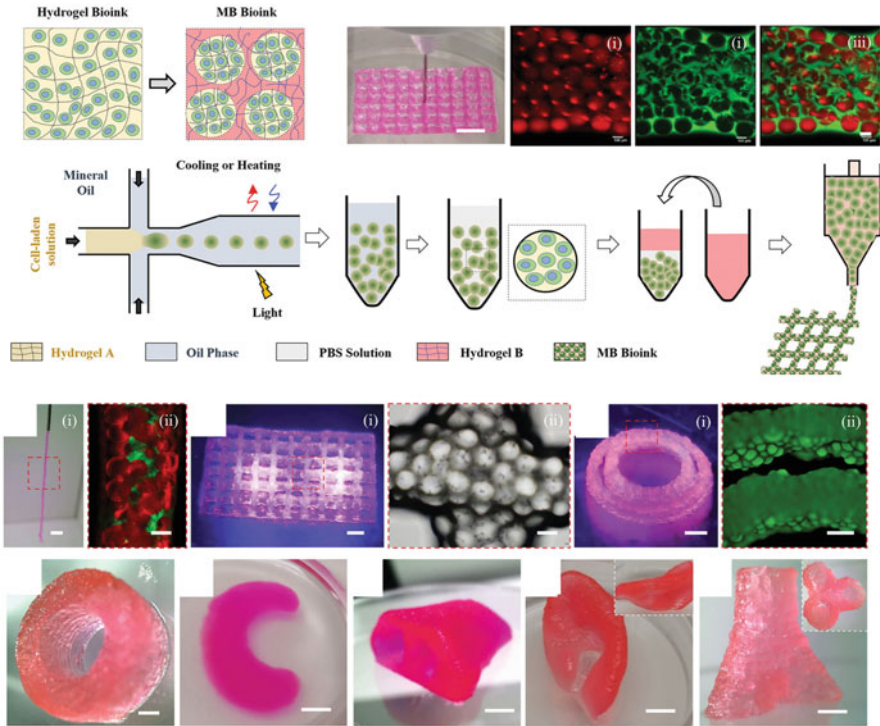 Hydrogel Bioink
MB Bioink
(i)
(i)
(iii)
Mineral
Oil
Cooling or Heating
Cell-laden
solution
Light
Hydrogel A
Oil Phase
PBS Solution
Hydrogel B
MB Bioink
(i)
(ii)
(i)
(ii)
(i)
(ii)